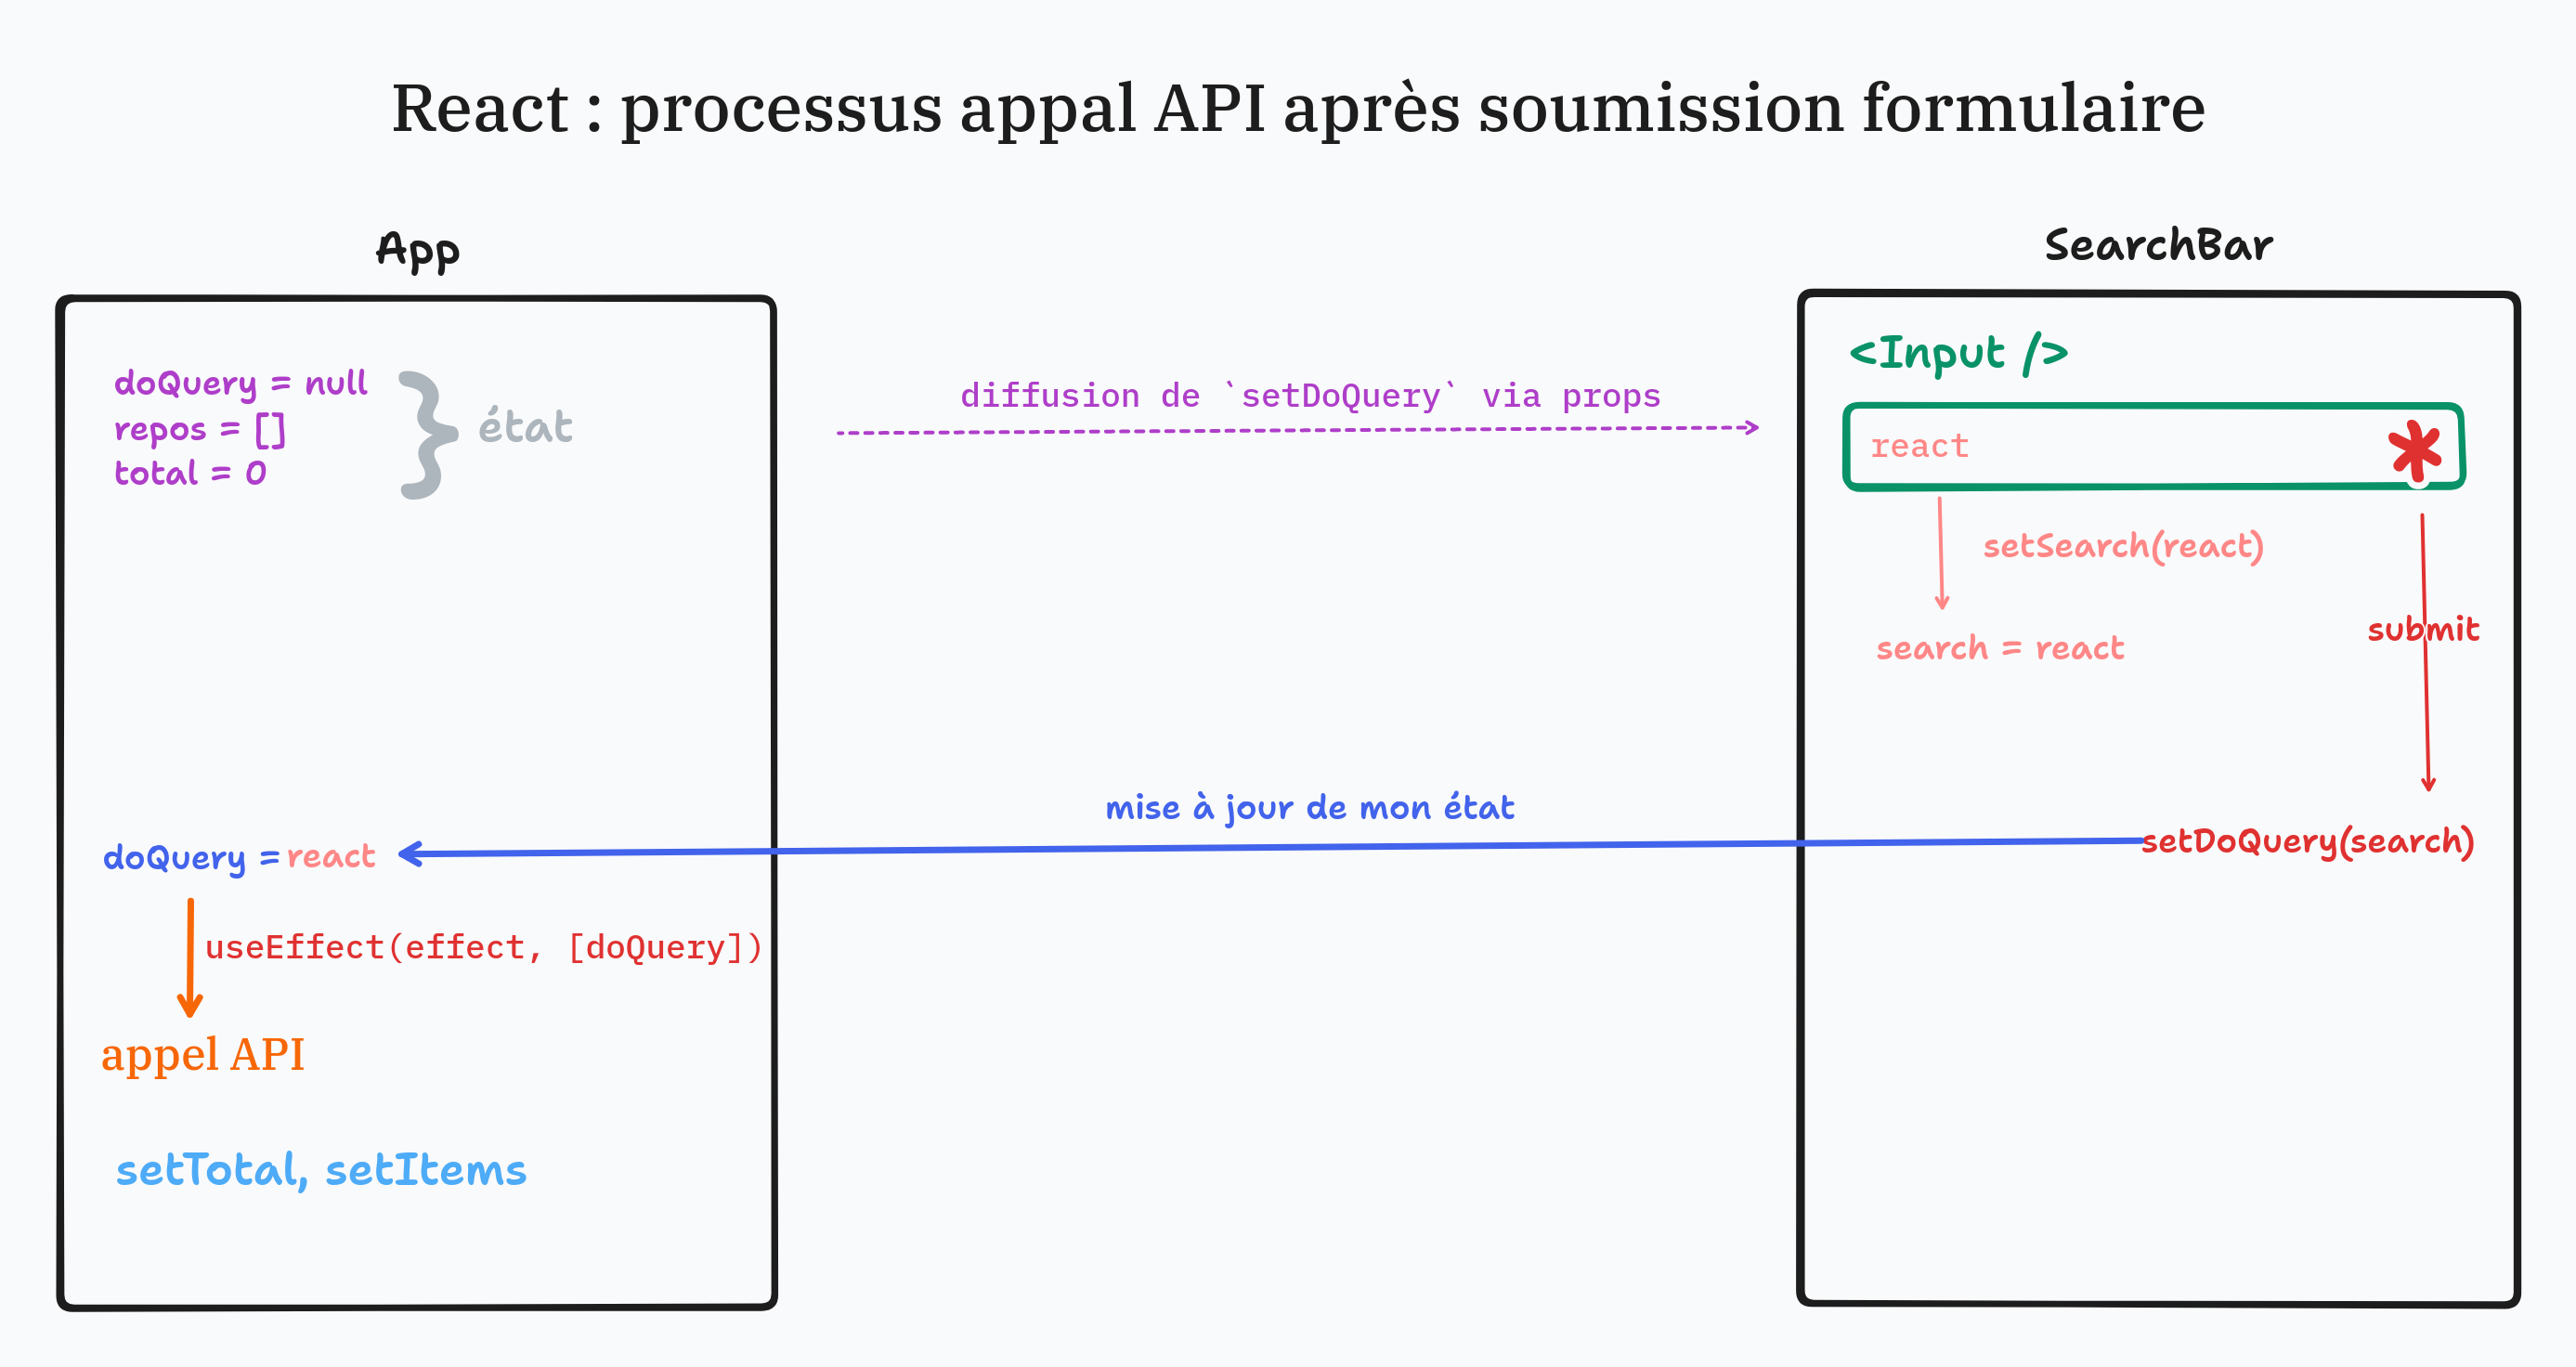 React : processus appal API après soumission formulaire
App
doQuery = null
repos = []
total = 0
état
diffusion de `setDoQuery` via props
SearchBar
<Input />
react
setSearch(react)
search = react
submit
setDoQuery(search)
mise à jour de mon état
doQuery = react
useEffect(effect, [doQuery])
appel API
setTotal, setItems